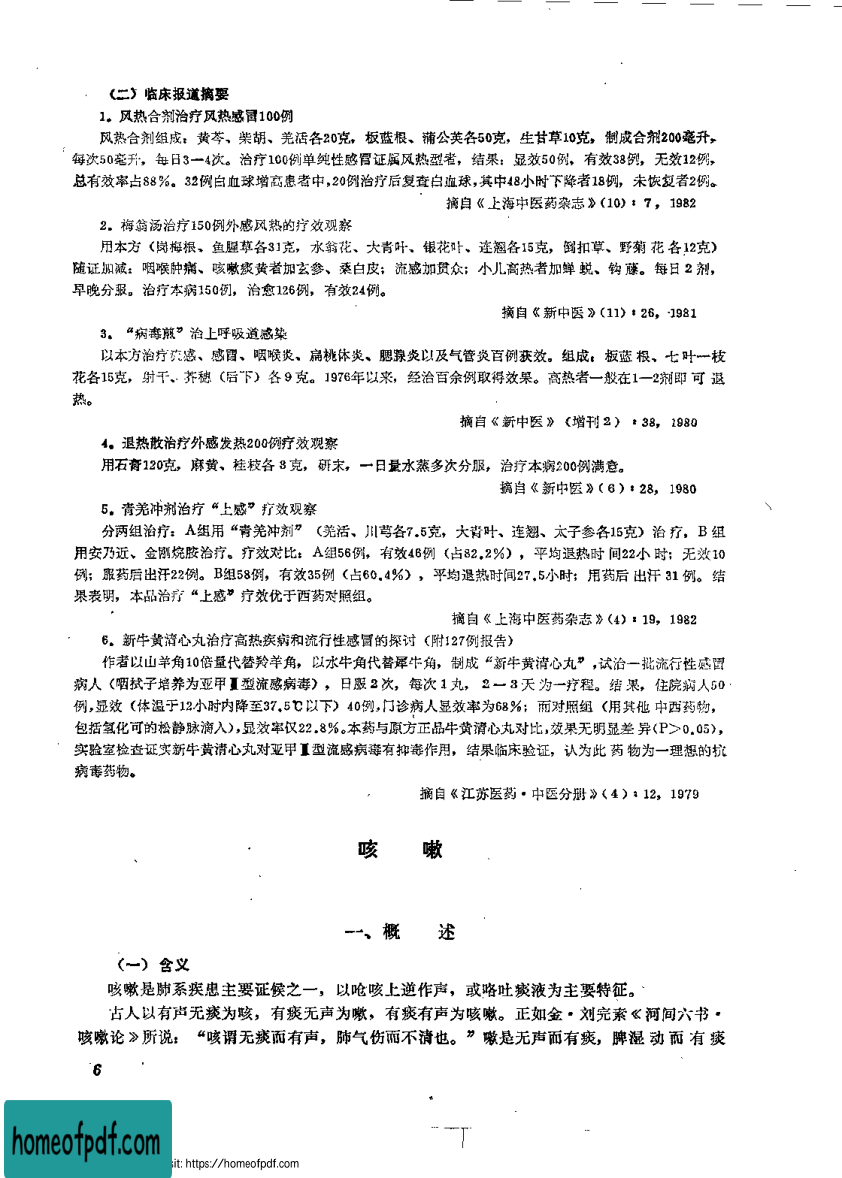 （二）临床报道摘要
1。风热合剂治疗风热感冒100例
风热合剂组成：黄芩、柴胡、羌活各20克，板蓝根、蒲公英各50克，生甘草10克，制成合剂200毫升，
每次50毫升，每日3—4次。治疗100例单纯性感冒证属风热型者，结果：显效50例，有效38例，无效12例，
总有效率占88％。32例白血球增高患者中，20例治疗后复查白血球，其中48小时下降者18例，未恢复者2例。
摘自《上海中医药杂志》（10）：7，1982
2。梅翁汤治疗150例外感风热的疗效观察
用本方（岗梅根、鱼腥草各31克，水翁花、大青叶、银花叶、连翘各15克，倒扣草、野菊花各12克）
随证加减：咽喉肿痛、咳嗽痰黄者加玄参、桑白皮；流感加贯众；小儿高热者加蝉蜕、钩藤。每日2剂，
早晚分服。治疗本病150例，治愈126例，有效24例。
摘自《新中医》（11）：26，1981
3。“病毒煎”治上呼吸道感染
以本方治疗流感、感冒、咽喉炎、扁桃体炎、腮腺炎以及气管炎百例获效。组成：板蓝根、七叶一枝
花各15克，射干、芥穗（后下）各9克。1976年以来，经治百余例取得效果。高热者一般在1—2剂即可退
热。
摘自《新中医》（增刊2）：38，1980
4。退热散治疗外感发热200例疗效观察
用石膏120克，麻黄、桂枝各3克，研末，一日量水蒸多次分服，治疗本病200例满意。
摘自《新中医》（6）：28，1980
5。青羌冲剂治疗“上感”疗效观察
分两组治疗：A组用“青羌冲剂”（羌活、川芎各7.5克，大青叶、连翘、太子参各15克）治疗，B组
用安乃近、金刚烷胺治疗。疗效对比：A组56例，有效46例（占82.2％），平均退热时间22小时；无效10
例；服药后出汗22例。B组58例，有效35例（占60.4％），平均退热时间27.5小时；用药后出汗31例。结
果表明，本品治疗“上感”疗效优于西药对照组。
摘自《上海中医药杂志》（4）：19，1982
6。新牛黄清心丸治疗高热疾病和流行性感冒的探讨（附127例报告）
作者以山羊角10倍量代替羚羊角，以水牛角代替犀牛角，制成“新牛黄清心丸”，试治一批流行性感冒
病人（咽拭子培养为亚甲Ⅱ型流感病毒），日服2次，每次1丸，2—3天为一疗程。结果，住院病人50
例，显效（体温于12小时内降至37.5℃以下）40例，门诊病人显效率为68％；而对照组（用其他中西药物，
包括氢化可的松静脉滴入），显效率仅22.8％。本药与原方正品牛黄清心丸对比，效果无明显差异（P＞0.05），
实验室检查证实新牛黄清心丸对亚甲Ⅱ型流感病毒有抑毒作用，结果临床验证，认为此药物为一理想的抗
病毒药物。
摘自《江苏医药·中医分册》（4）：12，1979
咳 嗽
一、概 述
（一）含义
咳嗽是肺系疾患主要证候之一，以呛咳上逆作声，或咯吐痰液为主要特征。
古人以有声无痰为咳，有痰无声为嗽，有痰有声为咳嗽。正如金·刘完素《河间六书·
咳嗽论》所说：“咳谓无痰而有声，肺气伤而不清也。”嗽是无声而有痰，脾湿动而有痰
6
homeofpdf.com
sit: https://homeofpdf.com